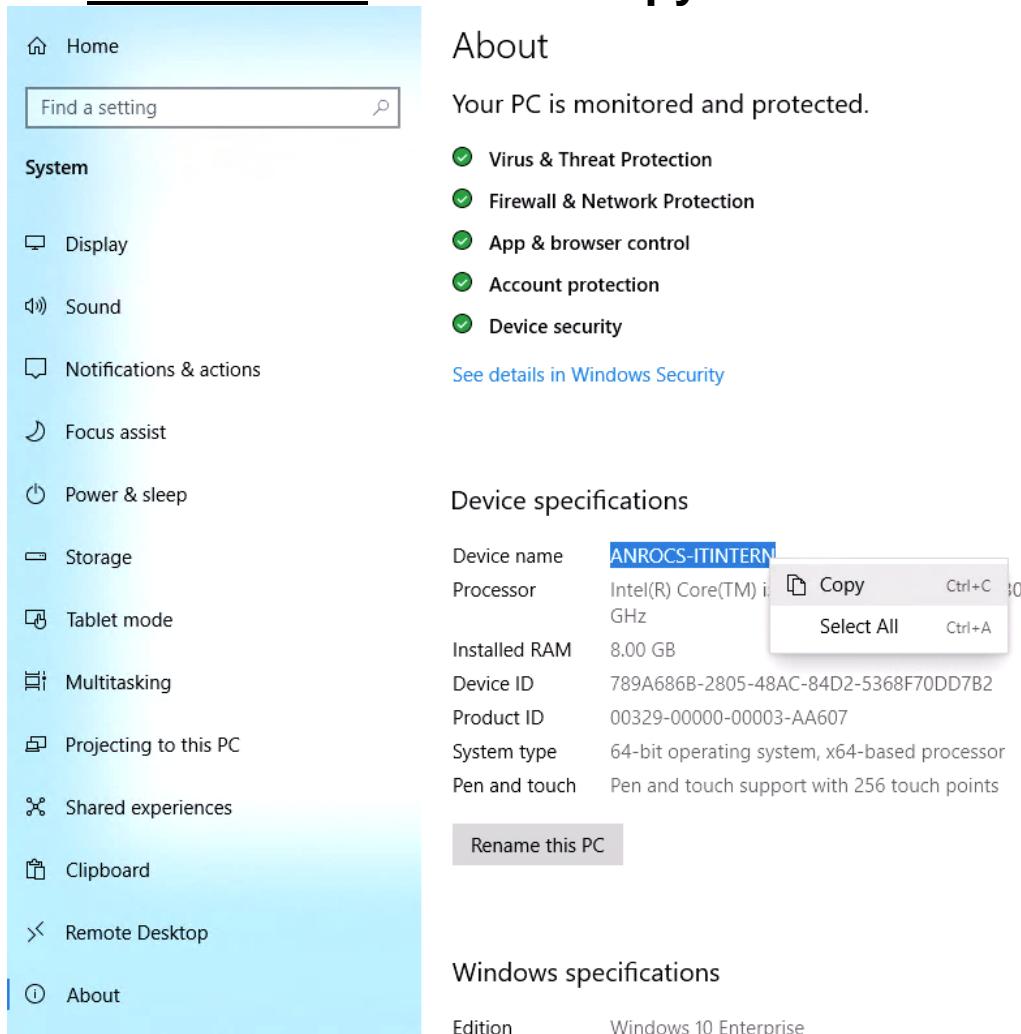 Home
Find a setting
System
Display
Sound
Notifications & actions
Focus assist
Power & sleep
Storage
Tablet mode
Multitasking
Projecting to this PC
Shared experiences
Clipboard
Remote Desktop
About
About
Your PC is monitored and protected.
Virus & Threat Protection
Firewall & Network Protection
App & browser control
Account protection
Device security
See details in Windows Security
Device specifications
Device name ANROCS-ITINTERN
Processor Intel(R) Core(TM)
GHz
Copy Ctrl+C
Select All Ctrl+A
Installed RAM 8.00 GB
Device ID 789A686B-2805-48AC-84D2-5368F70DD7B2
Product ID 00329-00000-00003-AA607
System type 64-bit operating system, x64-based processor
Pen and touch Pen and touch support with 256 touch points
Rename this PC
Windows specifications
Edition Windows 10 Enterprise